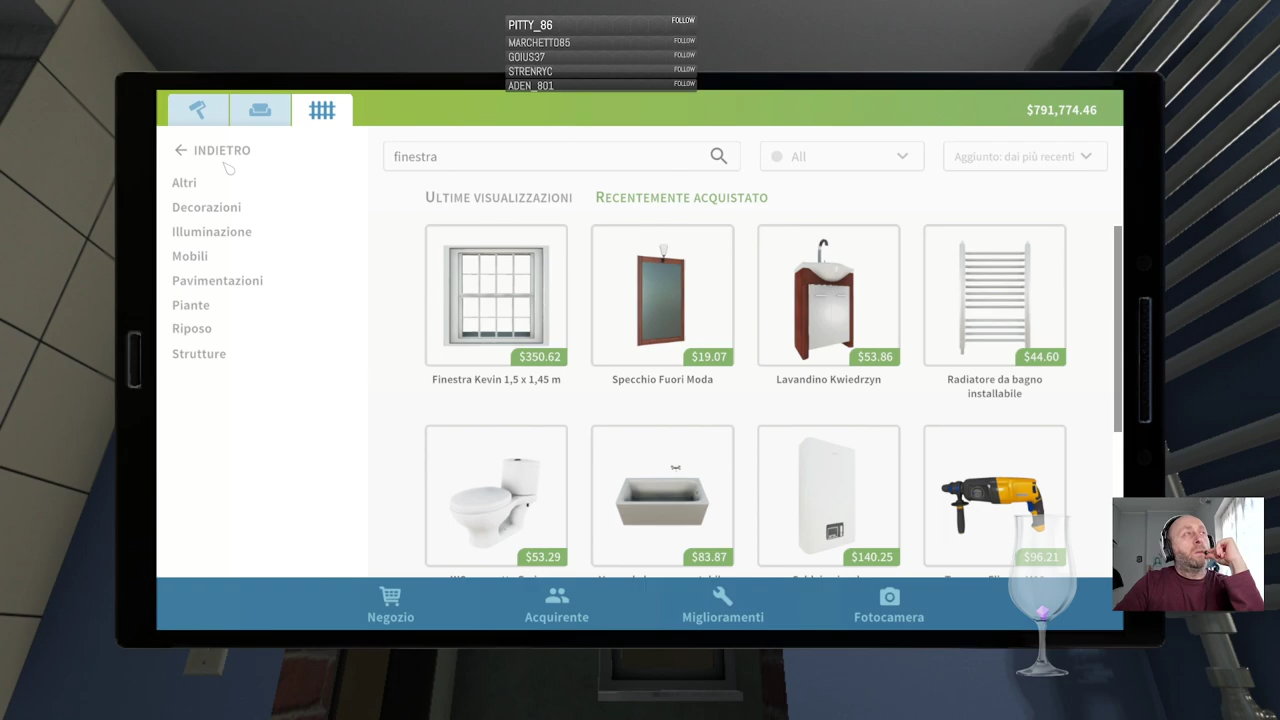 PITTY_86 FOLLOW
MARCHETTO85 FOLLOW
GOIUS37 FOLLOW
STRENRYC FOLLOW
ADEN_801 FOLLOW
$791,774.46
INDIETRO
finestra
All
Aggiunto: dai più recenti
Altri
Decorazioni
Illuminazione
Mobili
Pavimentazioni
Piante
Riposo
Strutture
ULTIME VISUALIZZAZIONI RECENTEMENTE ACQUISTATO
$350.62 $19.07 $53.86 $44.60
Finestra Kevin 1,5 x 1,45 m
Specchio Fuori Moda
Lavandino Kwiedrzyn
Radiatore da bagno
installabile
$53.29 $83.87 $140.25 $96.21
Negozio Acquirente Miglioramenti Fotocamera